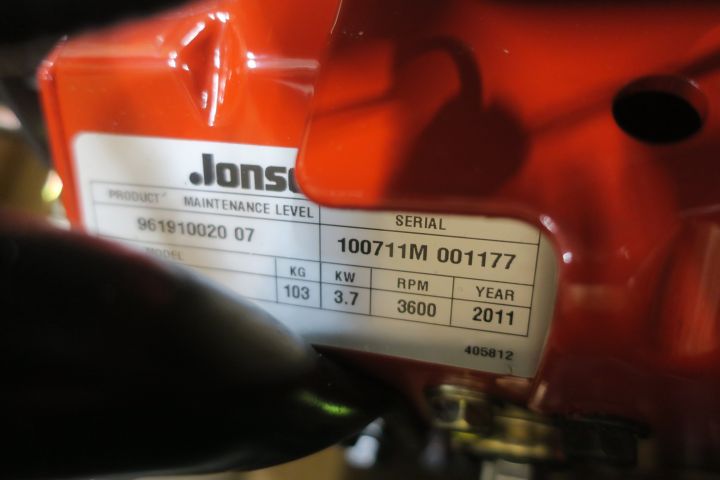 Jonse
PRODUCT MAINTENANCE LEVEL
961910020 07
SERIAL
100711M 001177
MODEL
KG KW RPM YEAR
103 3.7 3600 2011
405812